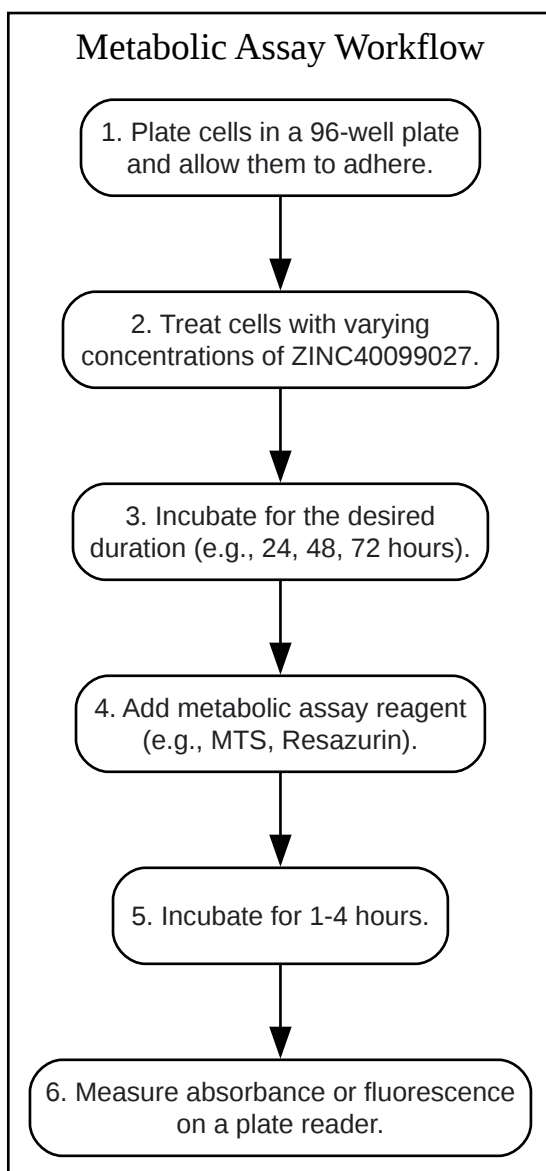 Metabolic Assay Workflow
1. Plate cells in a 96-well plate
and allow them to adhere.
2. Treat cells with varying
concentrations of ZINC40099027.
3. Incubate for the desired
duration (e.g., 24, 48, 72 hours).
4. Add metabolic assay reagent
(e.g., MTS, Resazurin).
5. Incubate for 1-4 hours.
6. Measure absorbance or fluorescence
on a plate reader.